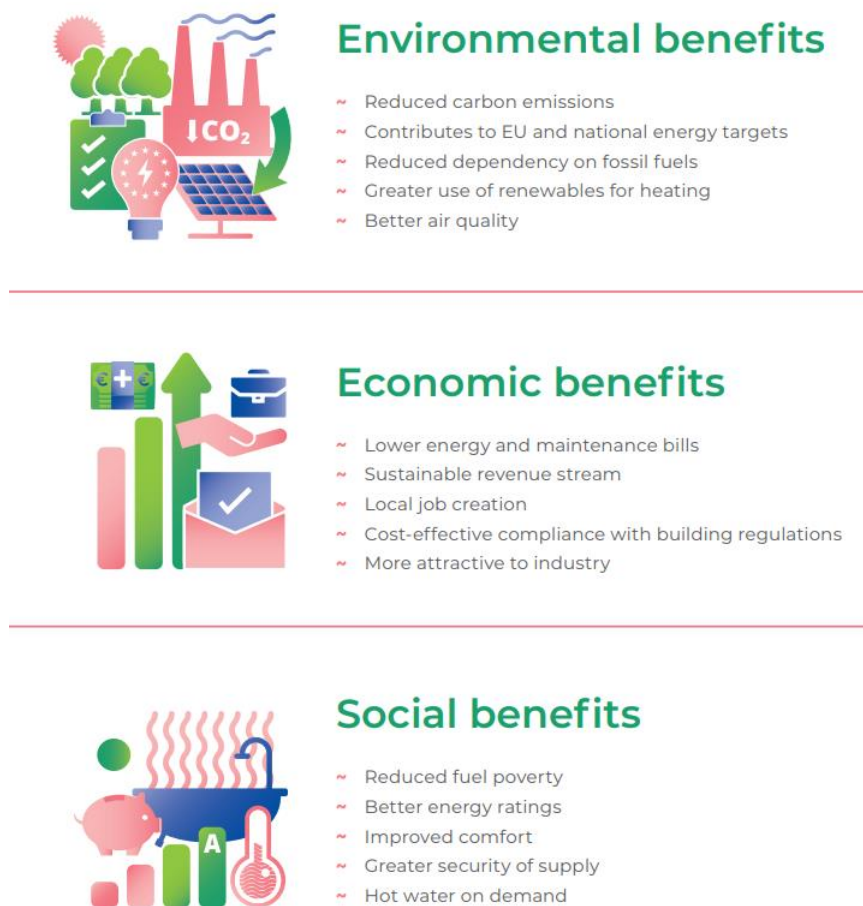 Environmental benefits
~ Reduced carbon emissions
~ Contributes to EU and national energy targets
~ Reduced dependency on fossil fuels
~ Greater use of renewables for heating
~ Better air quality
↓CO₂
Economic benefits
~ Lower energy and maintenance bills
~ Sustainable revenue stream
~ Local job creation
~ Cost-effective compliance with building regulations
~ More attractive to industry
€ + €
Social benefits
~ Reduced fuel poverty
~ Better energy ratings
~ Improved comfort
~ Greater security of supply
~ Hot water on demand
A